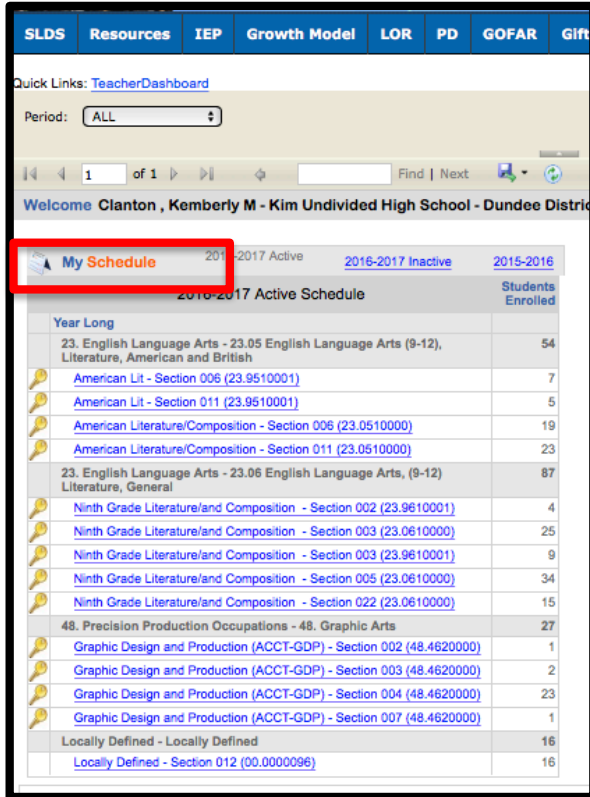 SLDS Resources IEP Growth Model LOR PD GOFAR Gift
Quick Links: TeacherDashboard
Period: ALL
1 of 1 Find | Next
Welcome Clanton , Kemberly M - Kim Undivided High School - Dundee Distric
My Schedule 2016-2017 Active 2016-2017 Inactive 2015-2016
2016-2017 Active Schedule Students
Enrolled
Year Long
23. English Language Arts - 23.05 English Language Arts (9-12), 54
Literature, American and British
American Lit - Section 006 (23.9510001) 7
American Lit - Section 011 (23.9510001) 5
American Literature/Composition - Section 006 (23.0510000) 19
American Literature/Composition - Section 011 (23.0510000) 23
23. English Language Arts - 23.06 English Language Arts, (9-12) 87
Literature, General
Ninth Grade Literature/and Composition - Section 002 (23.9610001) 4
Ninth Grade Literature/and Composition - Section 003 (23.0610000) 25
Ninth Grade Literature/and Composition - Section 003 (23.9610001) 9
Ninth Grade Literature/and Composition - Section 005 (23.0610000) 34
Ninth Grade Literature/and Composition - Section 022 (23.0610000) 15
48. Precision Production Occupations - 48. Graphic Arts 27
Graphic Design and Production (ACCT-GDP) - Section 002 (48.4620000) 1
Graphic Design and Production (ACCT-GDP) - Section 003 (48.4620000) 2
Graphic Design and Production (ACCT-GDP) - Section 004 (48.4620000) 23
Graphic Design and Production (ACCT-GDP) - Section 007 (48.4620000) 1
Locally Defined - Locally Defined 16
Locally Defined - Section 012 (00.0000096) 16